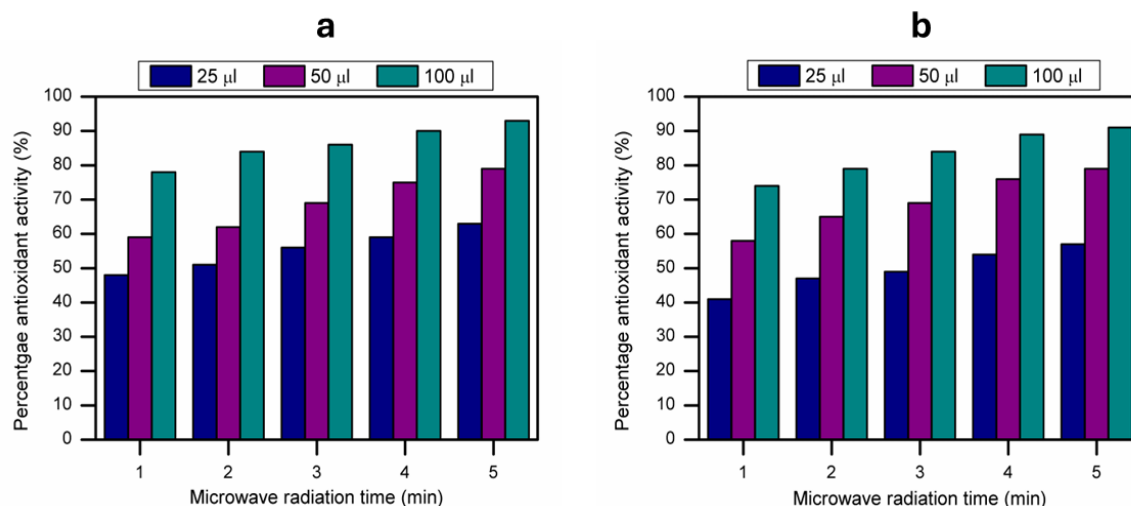 a
25 μl 50 μl 100 μl
Percentgae antioxidant activity (%)
100
90
80
70
60
50
40
30
20
10
0
1 2 3 4 5
Microwave radiation time (min)
b
25 μl 50 μl 100 μl
Percentage antioxidant activity (%)
100
90
80
70
60
50
40
30
20
10
0
1 2 3 4 5
Microwave radiation time (min)